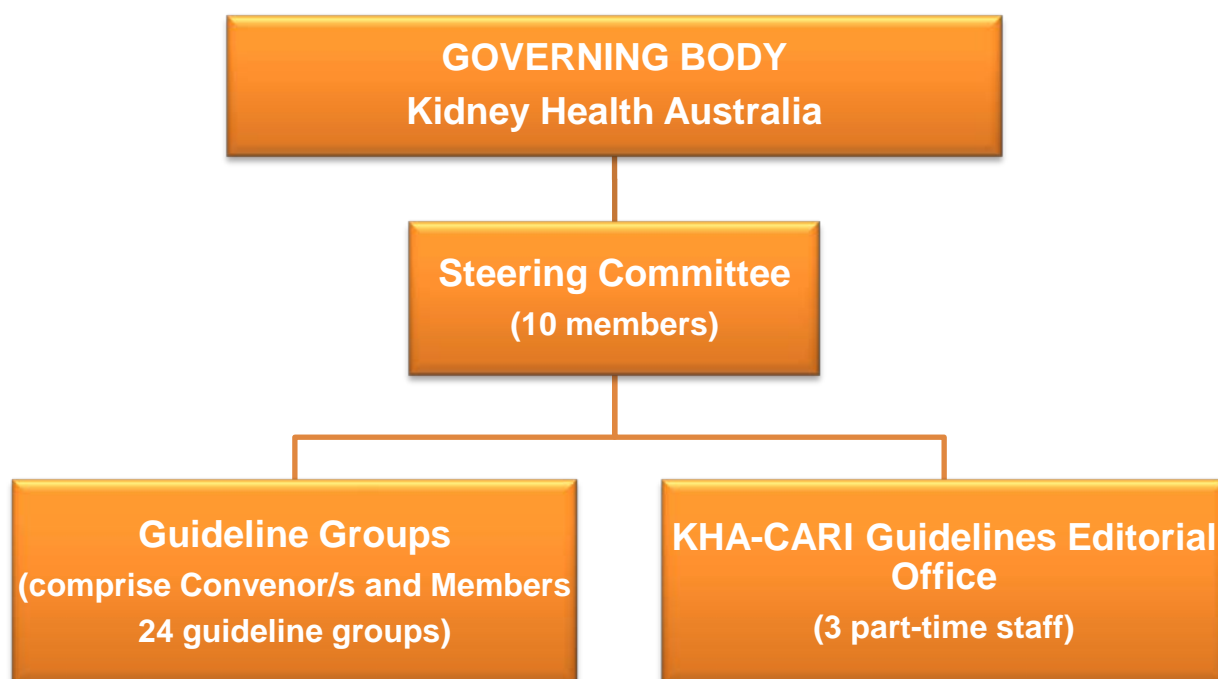 GOVERNING BODY
Kidney Health Australia
Steering Committee
(10 members)
Guideline Groups
(comprise Convenor/s and Members
24 guideline groups)
KHA-CARI Guidelines Editorial
Office
(3 part-time staff)